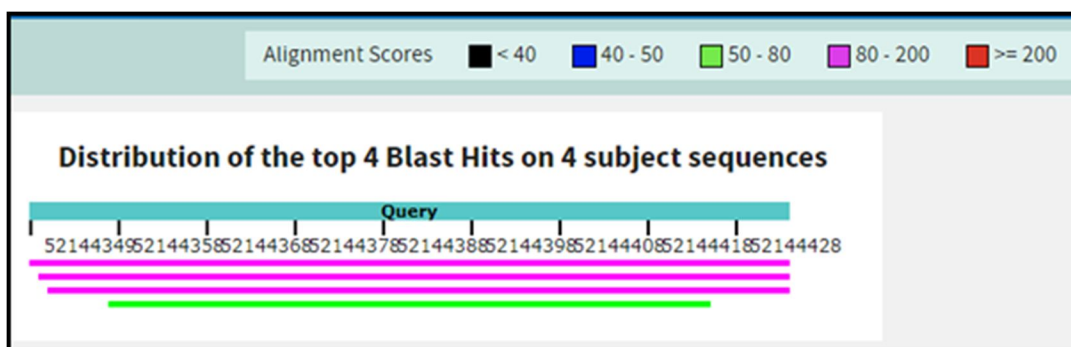 Alignment Scores < 40 40 - 50 50 - 80 80 - 200 >= 200
Distribution of the top 4 Blast Hits on 4 subject sequences
Query
52144349 52144358 52144368 52144378 52144388 52144398 52144408 52144418 52144428